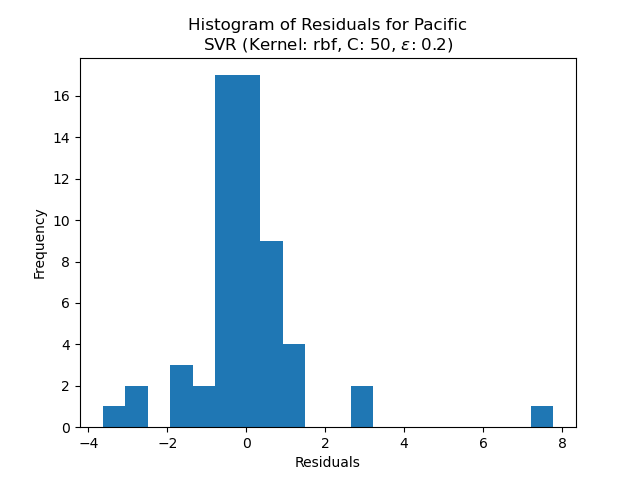 Histogram of Residuals for Pacific
SVR (Kernel: rbf, C: 50, ε: 0.2)
Frequency
16
14
12
10
8
6
4
2
0
−4 −2 0 2 4 6 8
Residuals